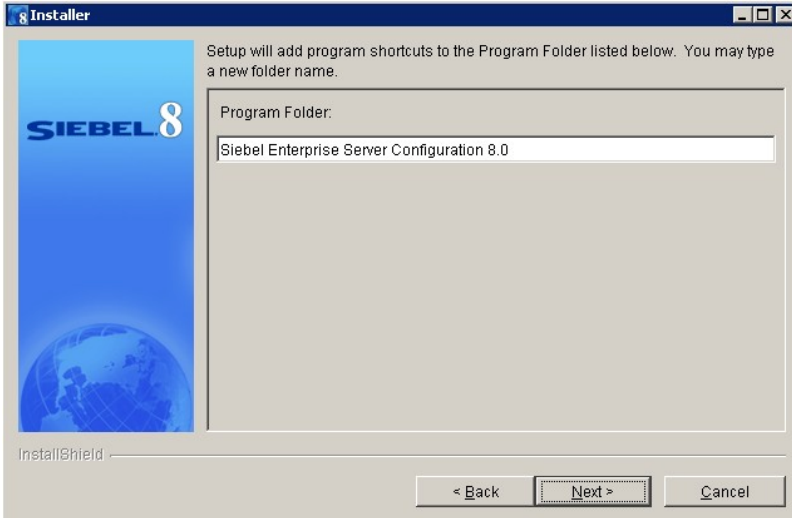 8 Installer
Setup will add program shortcuts to the Program Folder listed below. You may type
a new folder name.
SIEBEL.8
Program Folder:
Siebel Enterprise Server Configuration 8.0
InstallShield
< Back
Next >
Cancel